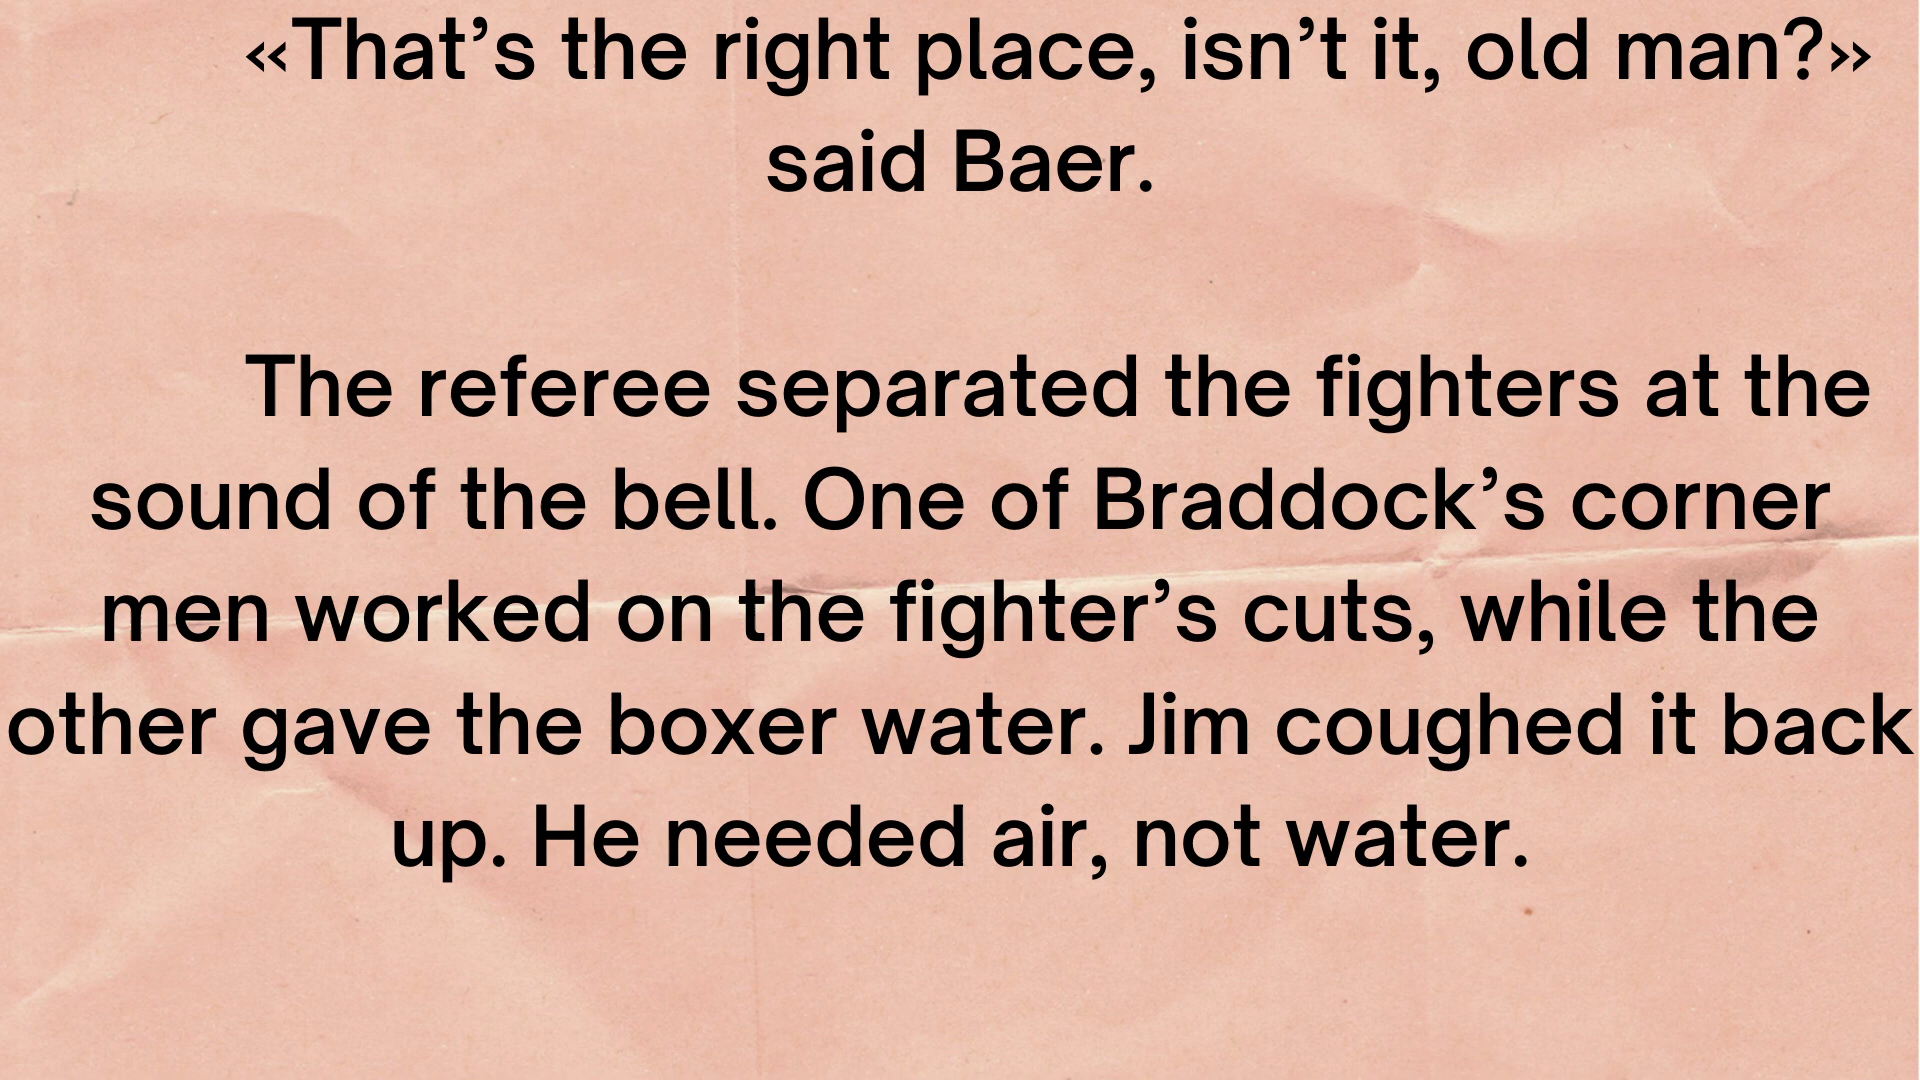 «That’s the right place, isn’t it, old man?»
said Baer.
The referee separated the fighters at the
sound of the bell. One of Braddock’s corner
men worked on the fighter’s cuts, while the
other gave the boxer water. Jim coughed it back
up. He needed air, not water.